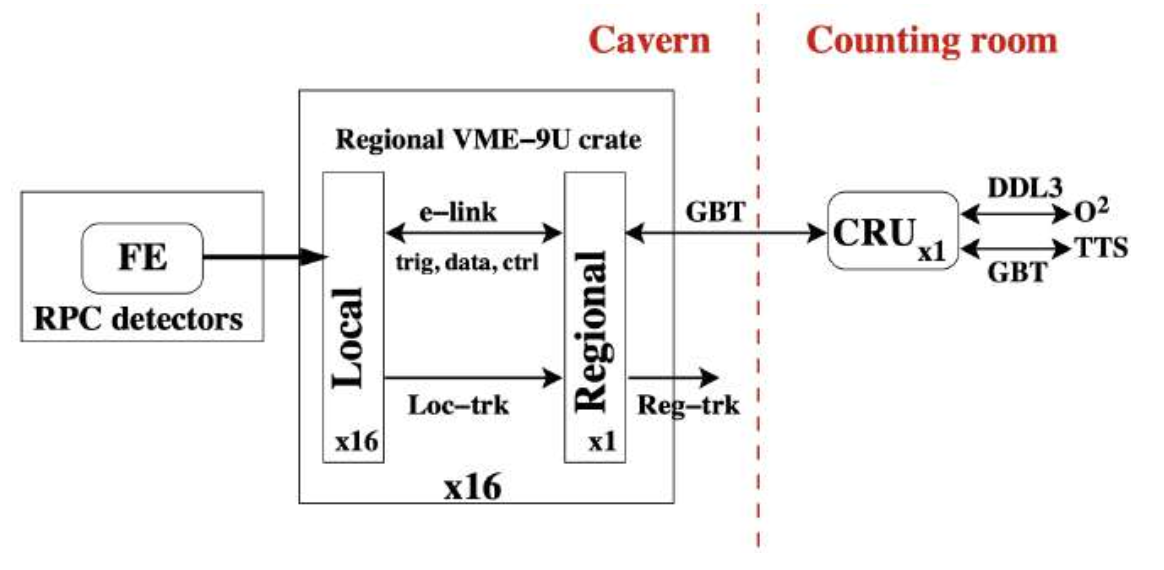 Cavern
Counting room
Regional VME−9U crate
FE
RPC detectors
Local
x16
e−link
trig, data, ctrl
Loc−trk
Regional
x1
x16
GBT
Reg−trk
CRU x1
DDL3
O²
TTS
GBT